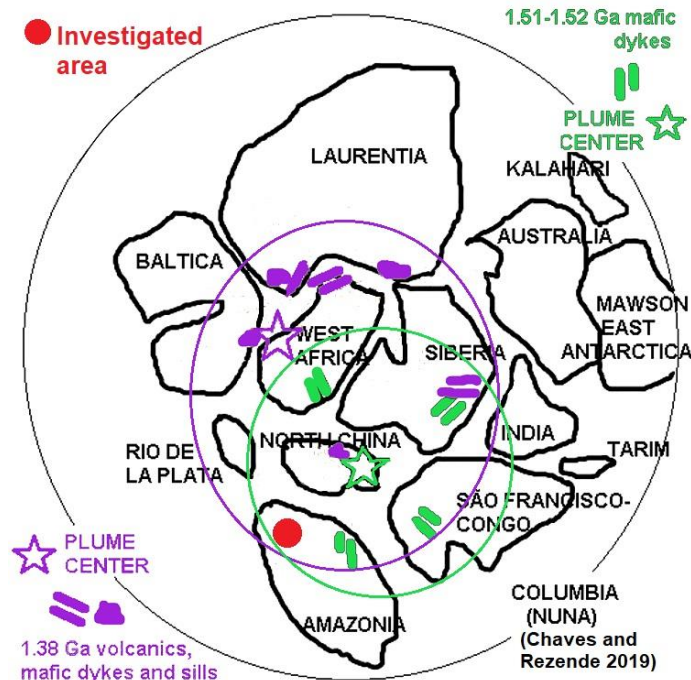 Investigated
area
1.51-1.52 Ga mafic
dykes
PLUME
CENTER
LAURENTIA
KALAHARI
AUSTRALIA
BALTICA
MAWSON
EAST
ANTARCTICA
WEST
AFRICA
SIBERIA
INDIA
NORTH CHINA
RIO DE
LA PLATA
TARIM
SÃO FRANCISCO-
CONGO
PLUME
CENTER
AMAZONIA
COLUMBIA
(NUNA)
(Chaves and
Rezende 2019)
1.38 Ga volcanics,
mafic dykes and sills